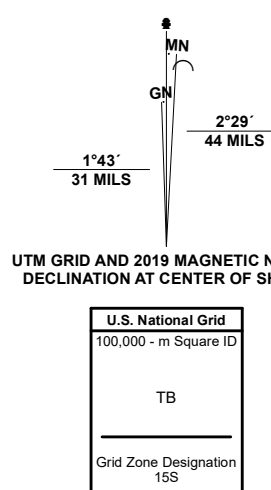 MN
GN
2°29´
44 MILS
1°43´
31 MILS
UTM GRID AND 2019 MAGNETIC N
DECLINATION AT CENTER OF SH
U.S. National Grid
100,000 - m Square ID
TB
Grid Zone Designation
15S